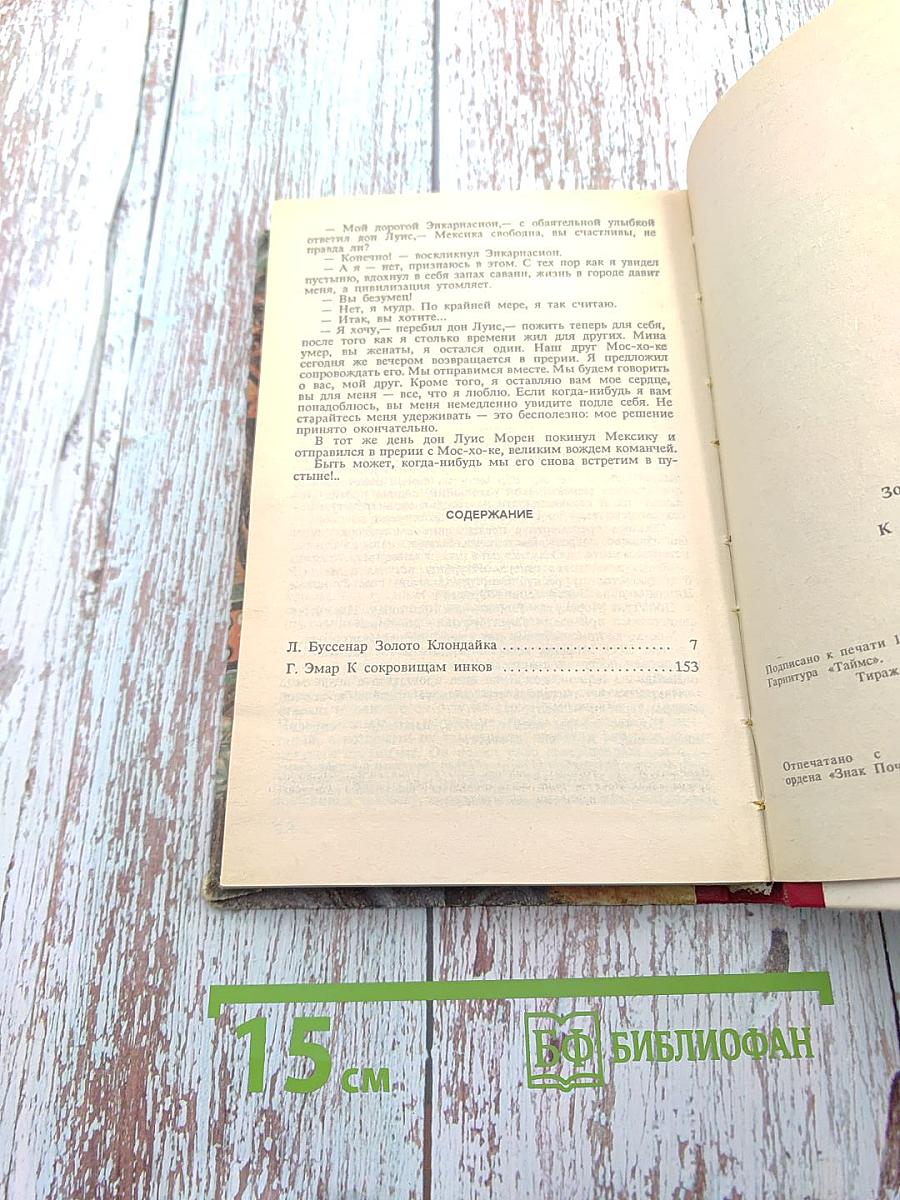 — Мой дорогой Энкарнасион,— с обаятельной улыбкой
ответил дон Луис,— Мексика свободна, вы счастливы, не
правда ли?
— Конечно! — воскликнул Энкарнасион.
— А я — нет, признаюсь в этом. С тех пор как я увидел
пустыню, вдохнул в себя запах саванн, жизнь в городе давит
меня, а цивилизация утомляет.
— Вы безумец!
— Нет, я мудр. По крайней мере, я так считаю.
— Итак, вы хотите...
— Я хочу,— перебил дон Луис,— пожить теперь для себя,
после того как я столько времени жил для других. Мина
умер, вы женаты, я остался один. Наш друг Мос-хо-ке
сегодня же вечером возвращается в прерии. Я предложил
сопровождать его. Мы отправимся вместе. Мы будем говорить
о вас, мой друг. Кроме того, я оставляю вам мое сердце,
вы для меня — все, что я люблю. Если когда-нибудь я вам
понадоблюсь, вы меня немедленно увидите подле себя. Не
старайтесь меня удерживать — это бесполезно: мое решение
принято окончательно.
В тот же день дон Луис Морен покинул Мексику и
отправился в прерии с Мос-хо-ке, великим вождем команчей.
Быть может, когда-нибудь мы его снова встретим в пу-
стыне!..
СОДЕРЖАНИЕ
Л. Буссенар Золото Клондайка ........................ 7
Г. Эмар К сокровищам инков ........................ 153
ЗО
К
Подписано к печати 1
Гарнитура «Таймс».
Тираж
Отпечатано с
ордена «Знак Поч
15 см
БФ БИБЛИОФАН